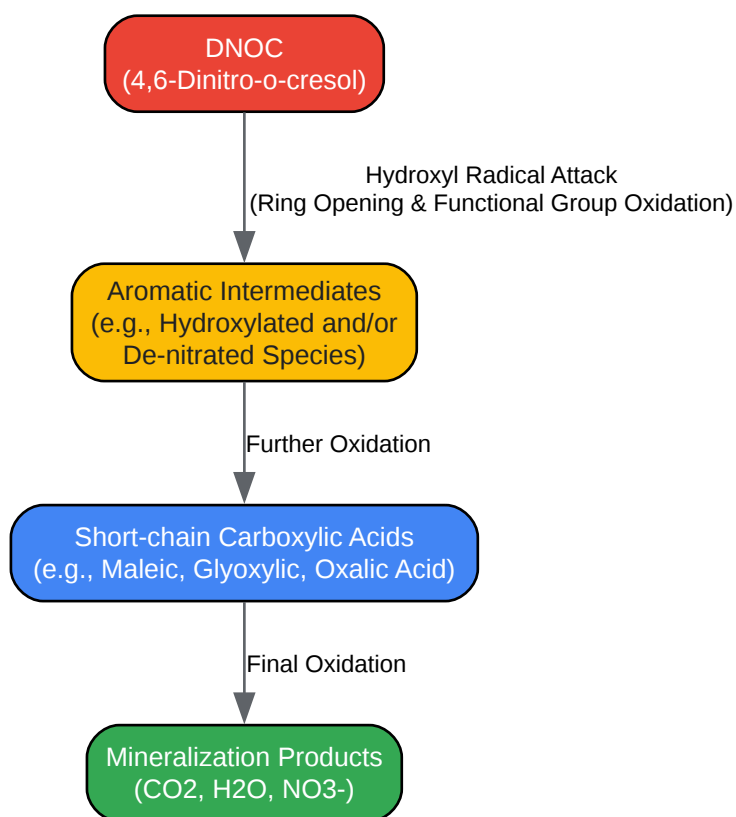 DNOC
(4,6-Dinitro-o-cresol)
Hydroxyl Radical Attack
(Ring Opening & Functional Group Oxidation)
Aromatic Intermediates
(e.g., Hydroxylated and/or
De-nitrated Species)
Further Oxidation
Short-chain Carboxylic Acids
(e.g., Maleic, Glyoxylic, Oxalic Acid)
Final Oxidation
Mineralization Products
(CO2, H2O, NO3-)